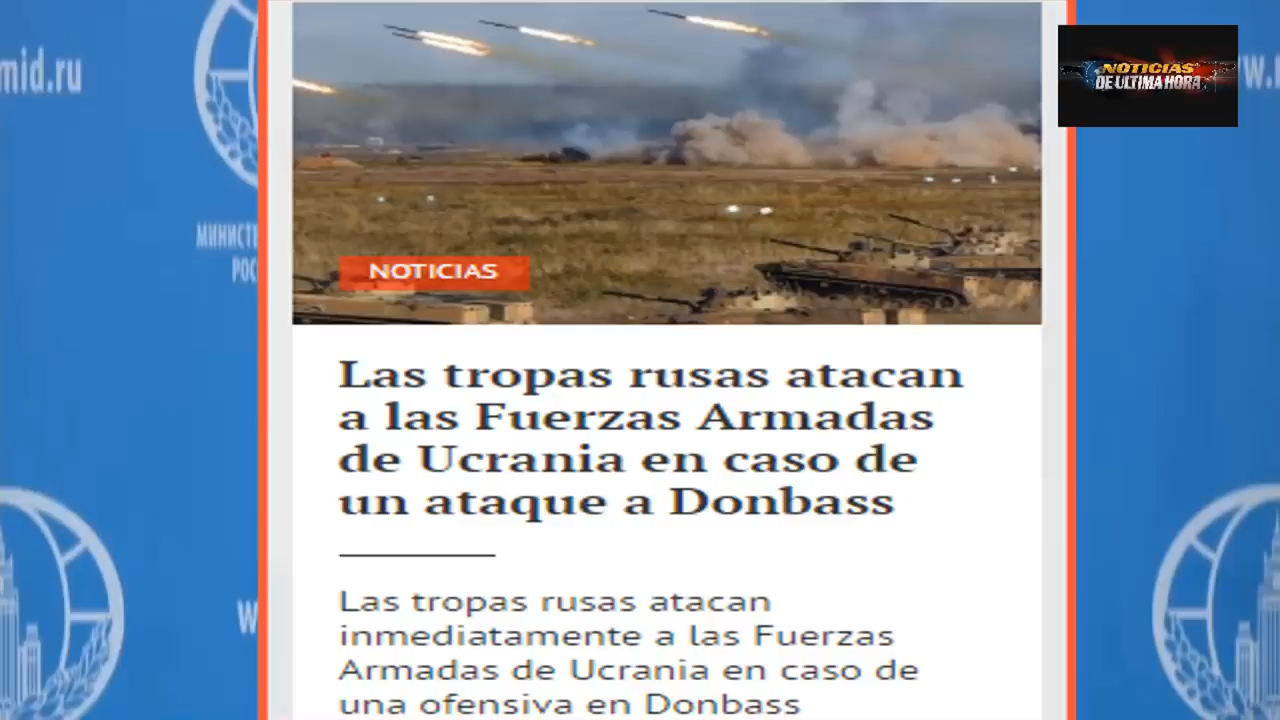 mid.ru
NOTICIAS
DE ULTIMA HORA
NOTICIAS
Las tropas rusas atacan
a las Fuerzas Armadas
de Ucrania en caso de
un ataque a Donbass
Las tropas rusas atacan
inmediatamente a las Fuerzas
Armadas de Ucrania en caso de
una ofensiva en Donbass